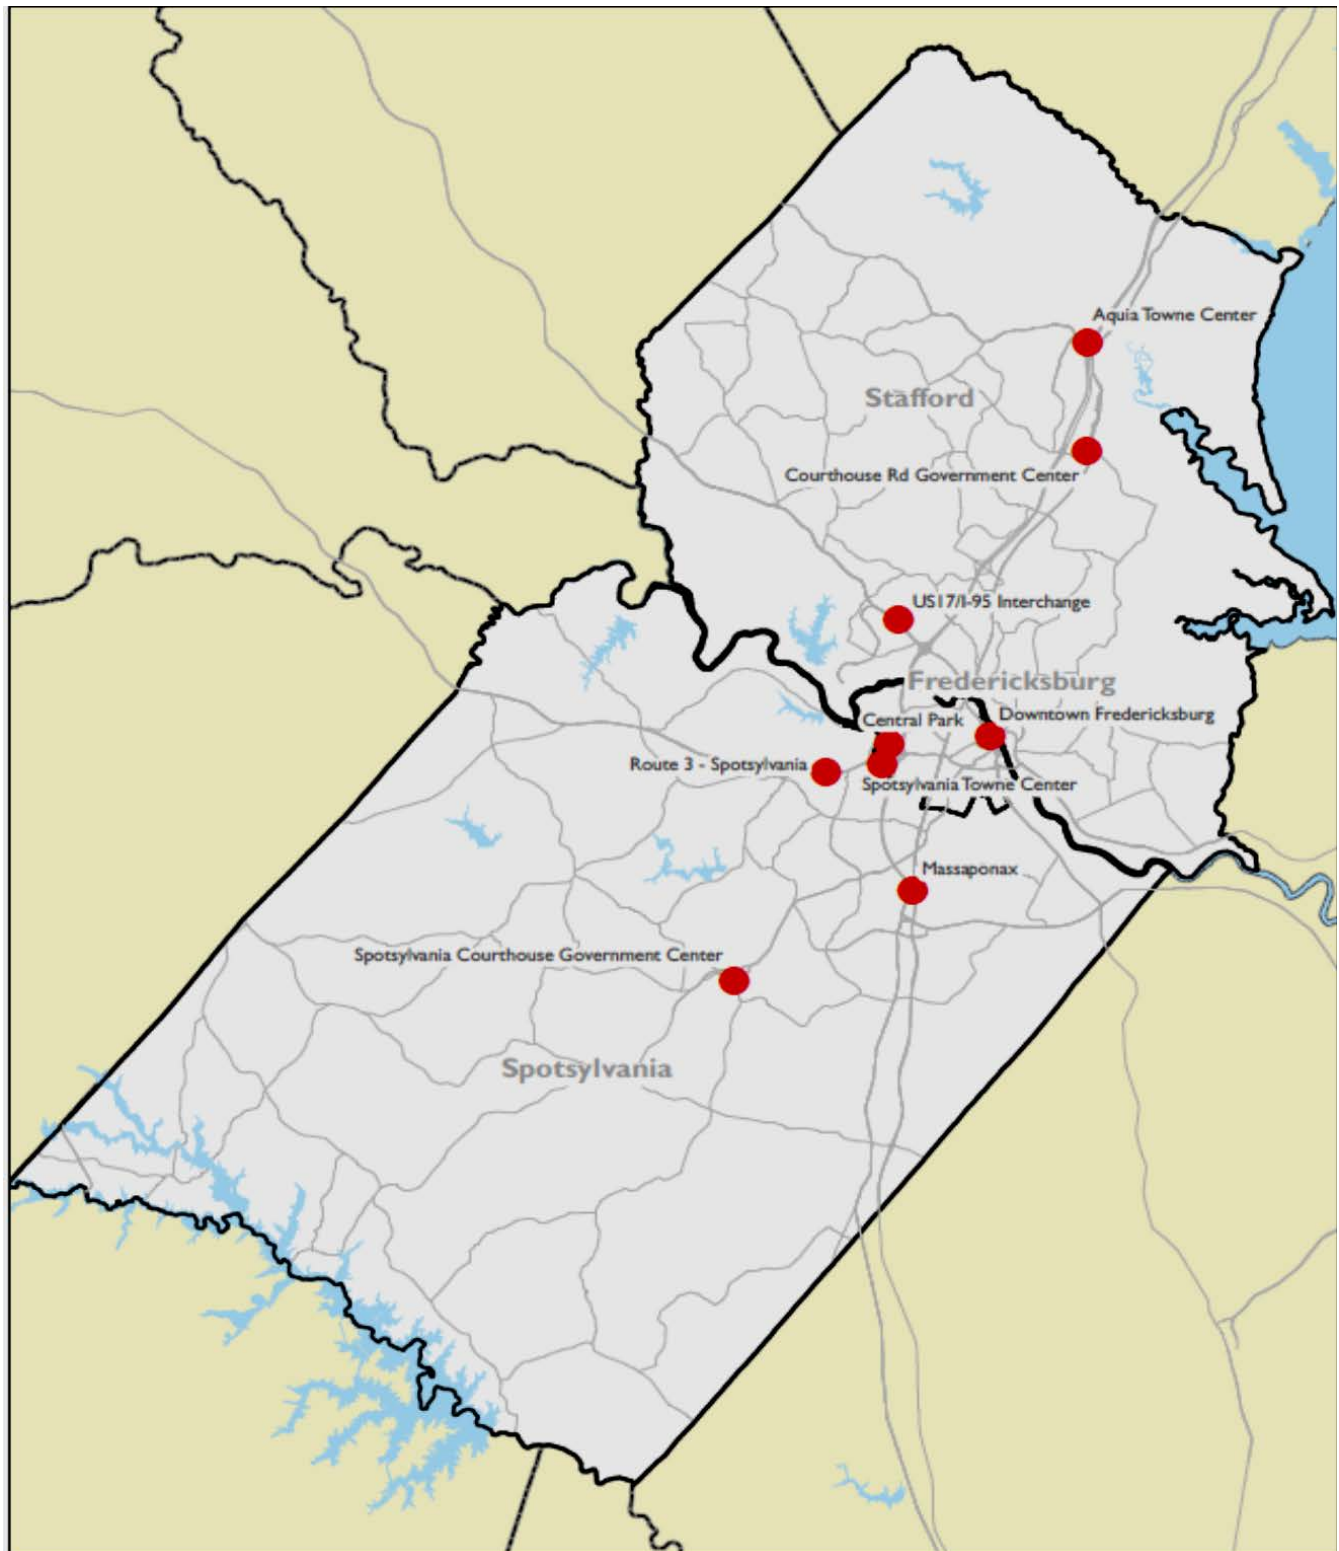 Aquia Towne Center
Stafford
Courthouse Rd Government Center
US17/I-95 Interchange
Fredericksburg
Downtown Fredericksburg
Central Park
Route 3 - Spotsylvania
Spotsylvania Towne Center
Massaponax
Spotsylvania Courthouse Government Center
Spotsylvania